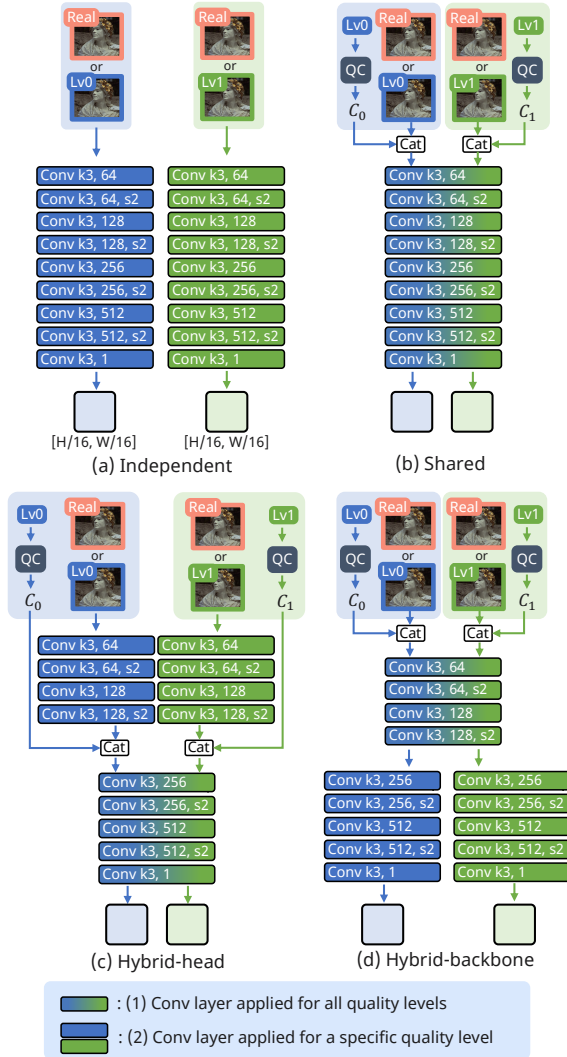 Real
or
Lv0
Conv k3, 64
Conv k3, 64, s2
Conv k3, 128
Conv k3, 128, s2
Conv k3, 256
Conv k3, 256, s2
Conv k3, 512
Conv k3, 512, s2
Conv k3, 1
[H/16, W/16]
Real
or
Lv1
Conv k3, 64
Conv k3, 64, s2
Conv k3, 128
Conv k3, 128, s2
Conv k3, 256
Conv k3, 256, s2
Conv k3, 512
Conv k3, 512, s2
Conv k3, 1
[H/16, W/16]
(a) Independent
Lv0
QC
C0
Real
or
Lv0
Cat
Real
or
Lv1
Lv1
QC
C1
Cat
Conv k3, 64
Conv k3, 64, s2
Conv k3, 128
Conv k3, 128, s2
Conv k3, 256
Conv k3, 256, s2
Conv k3, 512
Conv k3, 512, s2
Conv k3, 1
(b) Shared
Lv0
QC
C0
Real
or
Lv0
Real
or
Lv1
Lv1
QC
C1
Conv k3, 64
Conv k3, 64, s2
Conv k3, 128
Conv k3, 128, s2
Cat
Conv k3, 64
Conv k3, 64, s2
Conv k3, 128
Conv k3, 128, s2
Cat
Conv k3, 256
Conv k3, 256, s2
Conv k3, 512
Conv k3, 512, s2
Conv k3, 1
(c) Hybrid-head
Lv0
QC
C0
Real
or
Lv0
Cat
Real
or
Lv1
Lv1
QC
C1
Cat
Conv k3, 64
Conv k3, 64, s2
Conv k3, 128
Conv k3, 128, s2
Conv k3, 256
Conv k3, 256, s2
Conv k3, 512
Conv k3, 512, s2
Conv k3, 1
Conv k3, 256
Conv k3, 256, s2
Conv k3, 512
Conv k3, 512, s2
Conv k3, 1
(d) Hybrid-backbone
: (1) Conv layer applied for all quality levels
: (2) Conv layer applied for a specific quality level